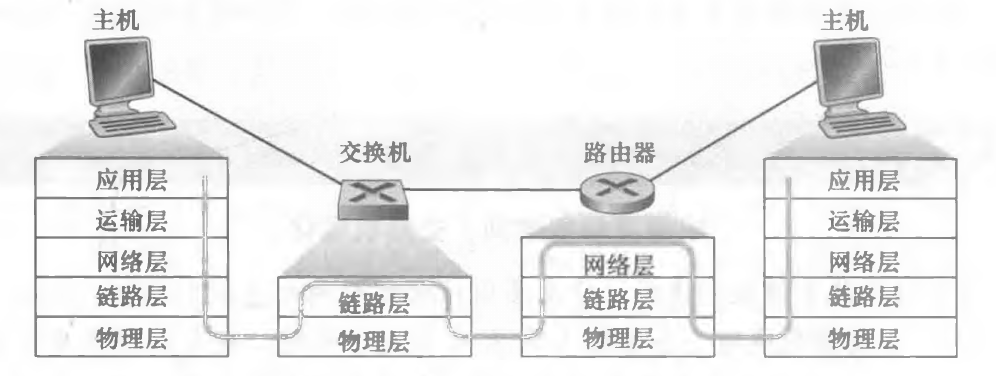 主机
主机
交换机
路由器
应用层
运输层
网络层
链路层
物理层
链路层
物理层
网络层
链路层
物理层
应用层
运输层
网络层
链路层
物理层